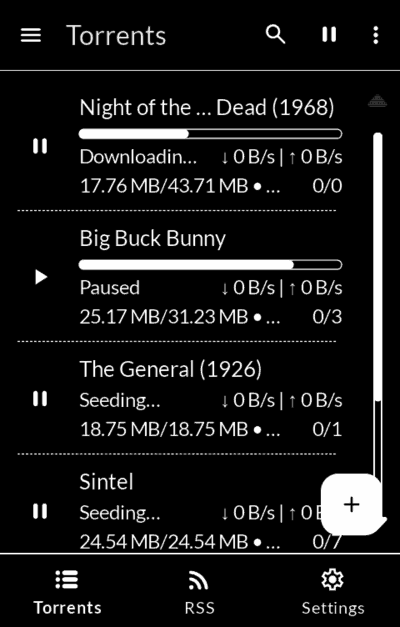 Torrents
Night of the ... Dead (1968)
Downloadin... ↓ 0 B/s | ↑ 0 B/s
17.76 MB/43.71 MB • ... 0/0
Big Buck Bunny
Paused ↓ 0 B/s | ↑ 0 B/s
25.17 MB/31.23 MB • ... 0/3
The General (1926)
Seeding... ↓ 0 B/s | ↑ 0 B/s
18.75 MB/18.75 MB • ... 0/1
Sintel
Seeding... ↓ 0 B/s | ↑ 0
24.54 MB/24.54 MB • ... 0/7
Torrents RSS Settings